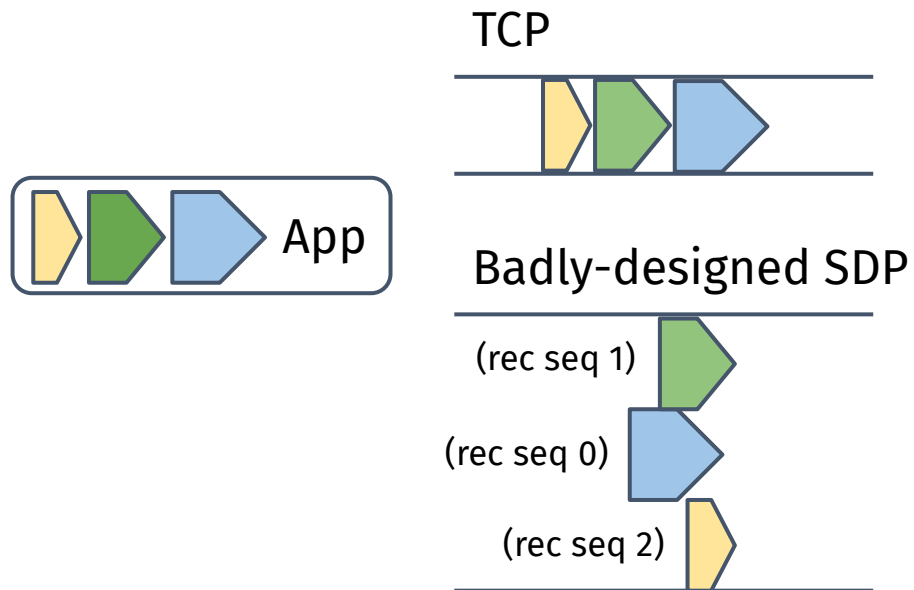 TCP
App
Badly-designed SDP
(rec seq 1)
(rec seq 0)
(rec seq 2)